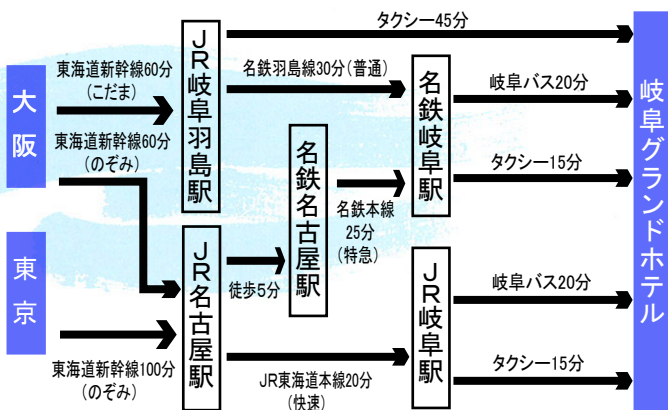 タクシー45分
大阪
東海道新幹線60分
(こだま)
東海道新幹線60分
(のぞみ)
JR岐阜羽島駅
名鉄羽島線30分(普通)
名鉄岐阜駅
岐阜バス20分
タクシー15分
岐阜グランドホテル
名鉄名古屋駅
名鉄本線
25分
(特急)
東京
東海道新幹線100分
(のぞみ)
JR名古屋駅
徒歩5分
JR東海道本線20分
(快速)
JR岐阜駅
岐阜バス20分
タクシー15分